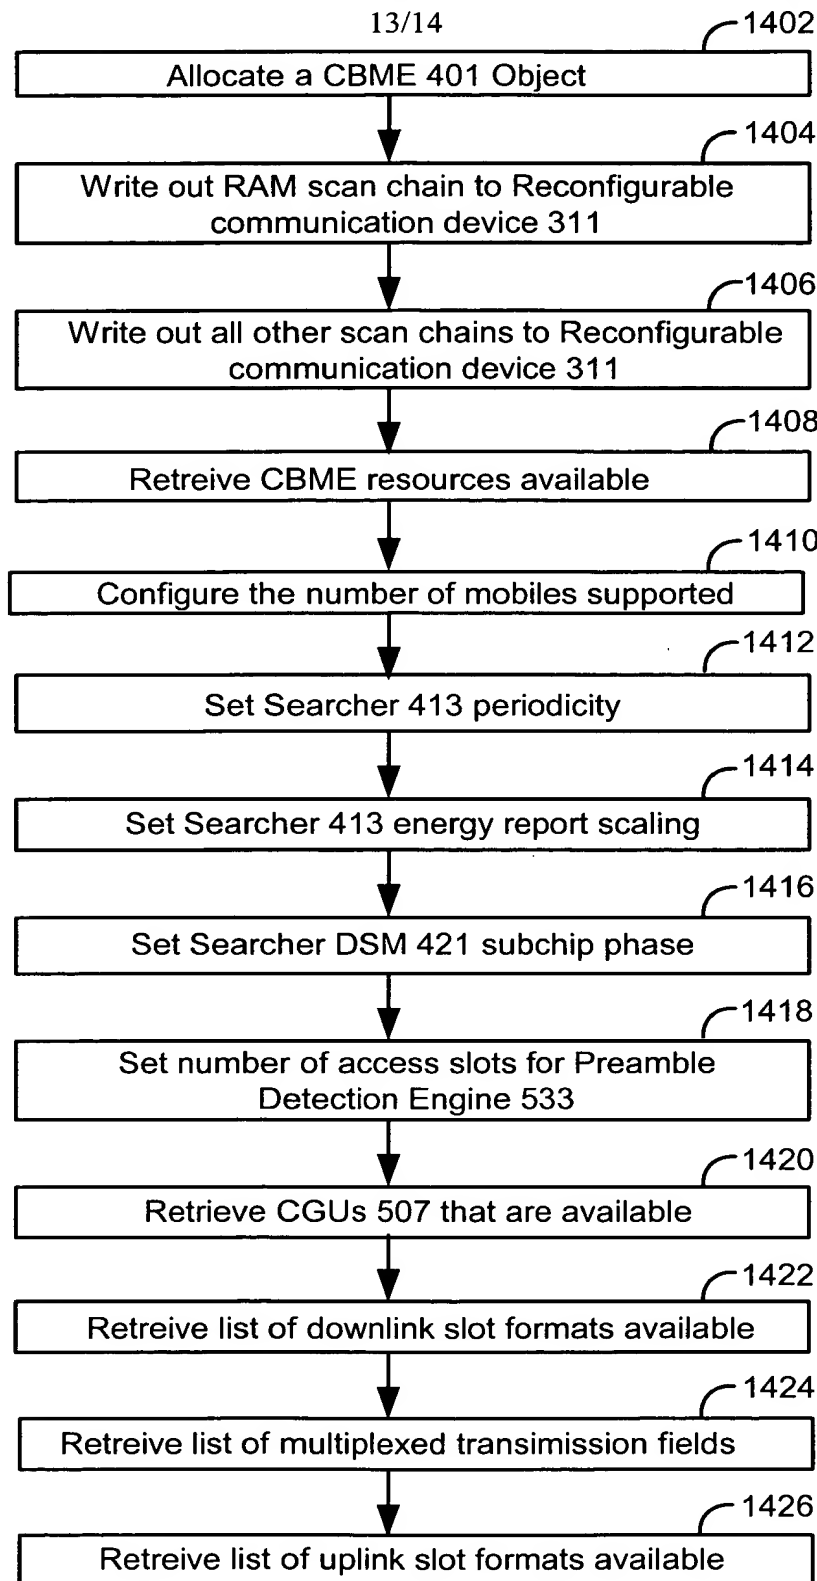 13/14
1402
Allocate a CBME 401 Object
1404
Write out RAM scan chain to Reconfigurable
communication device 311
1406
Write out all other scan chains to Reconfigurable
communication device 311
1408
Retreive CBME resources available
1410
Configure the number of mobiles supported
1412
Set Searcher 413 periodicity
1414
Set Searcher 413 energy report scaling
1416
Set Searcher DSM 421 subchip phase
1418
Set number of access slots for Preamble
Detection Engine 533
1420
Retrieve CGUs 507 that are available
1422
Retreive list of downlink slot formats available
1424
Retreive list of multiplexed transimission fields
1426
Retreive list of uplink slot formats available